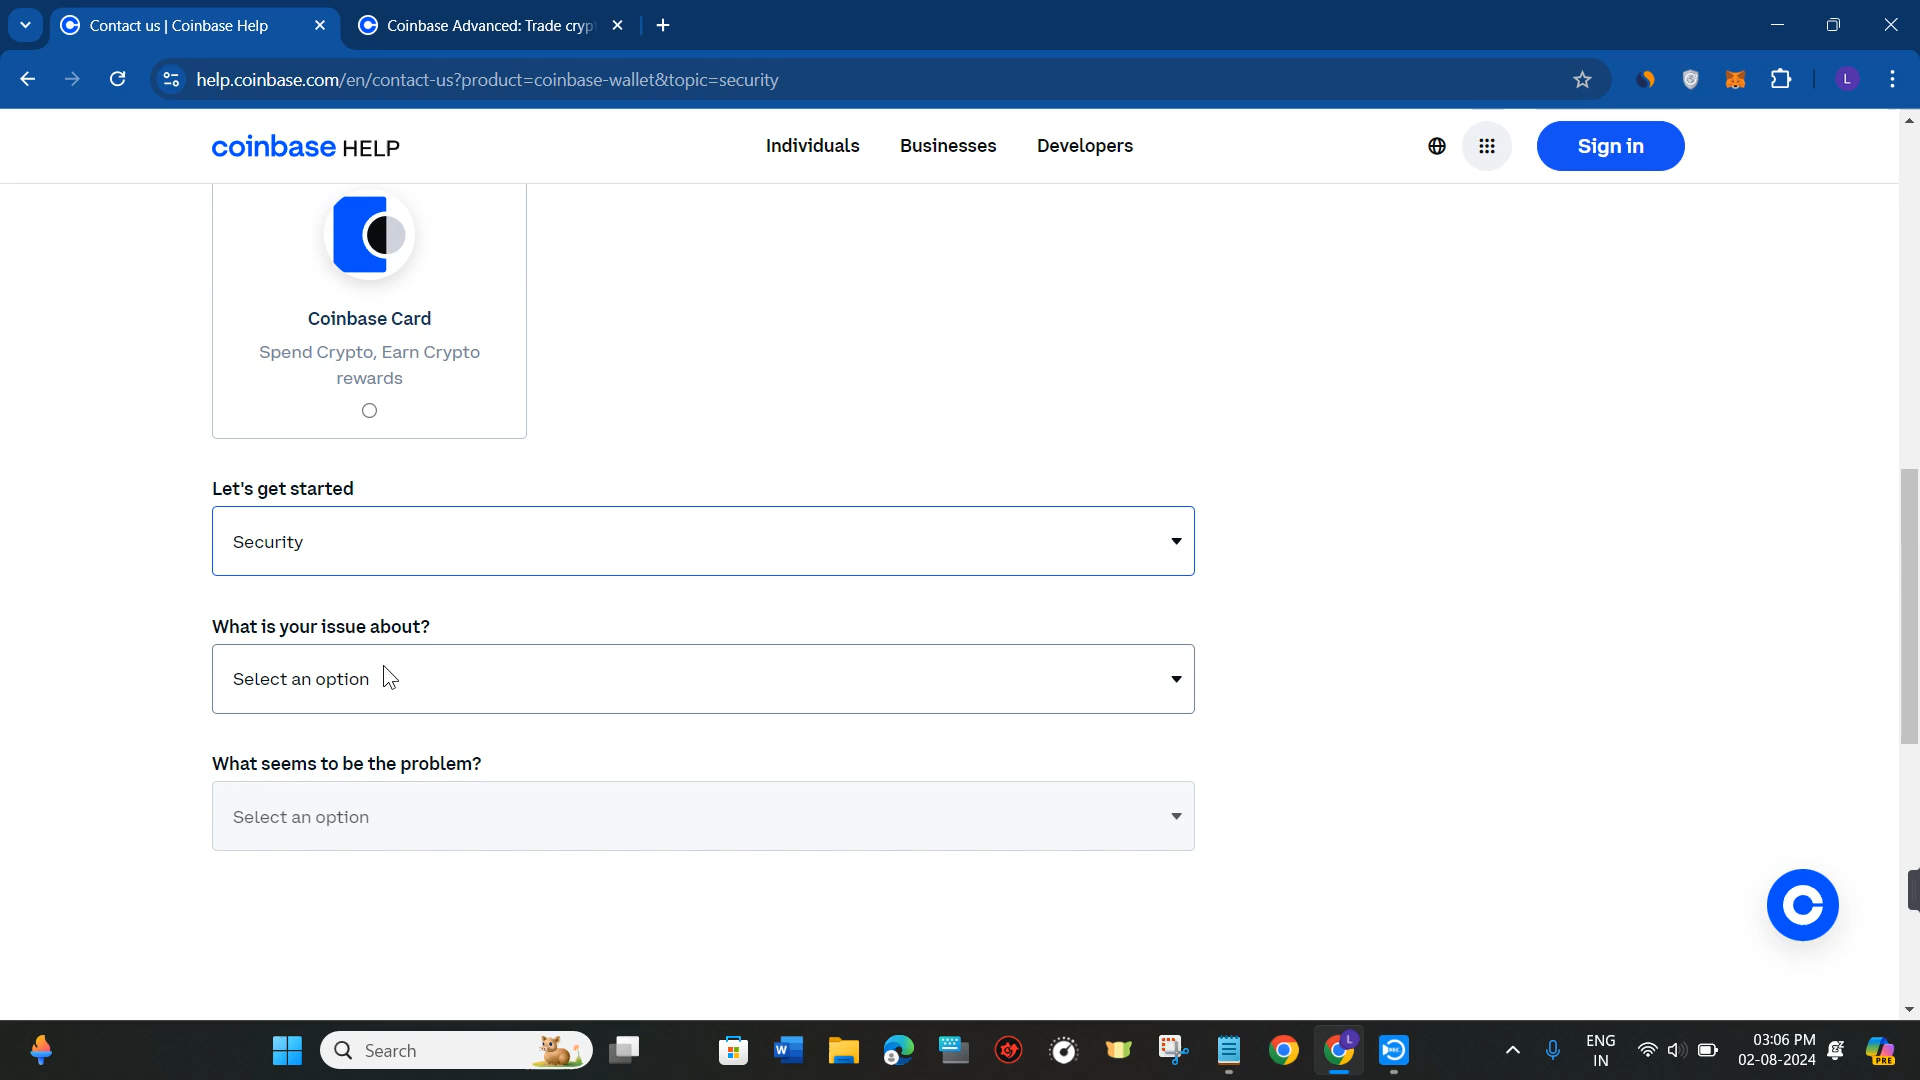 Contact us | Coinbase Help
Coinbase Advanced: Trade cryp
help.coinbase.com/en/contact-us?product=coinbase-wallet&topic=security
L
coinbase HELP
Individuals
Businesses
Developers
Sign in
Coinbase Card
Spend Crypto, Earn Crypto
rewards
Let's get started
Security
What is your issue about?
Select an option
What seems to be the problem?
Select an option
Search
W
L
REC
ENG
IN
03:06 PM
02-08-2024
PRE